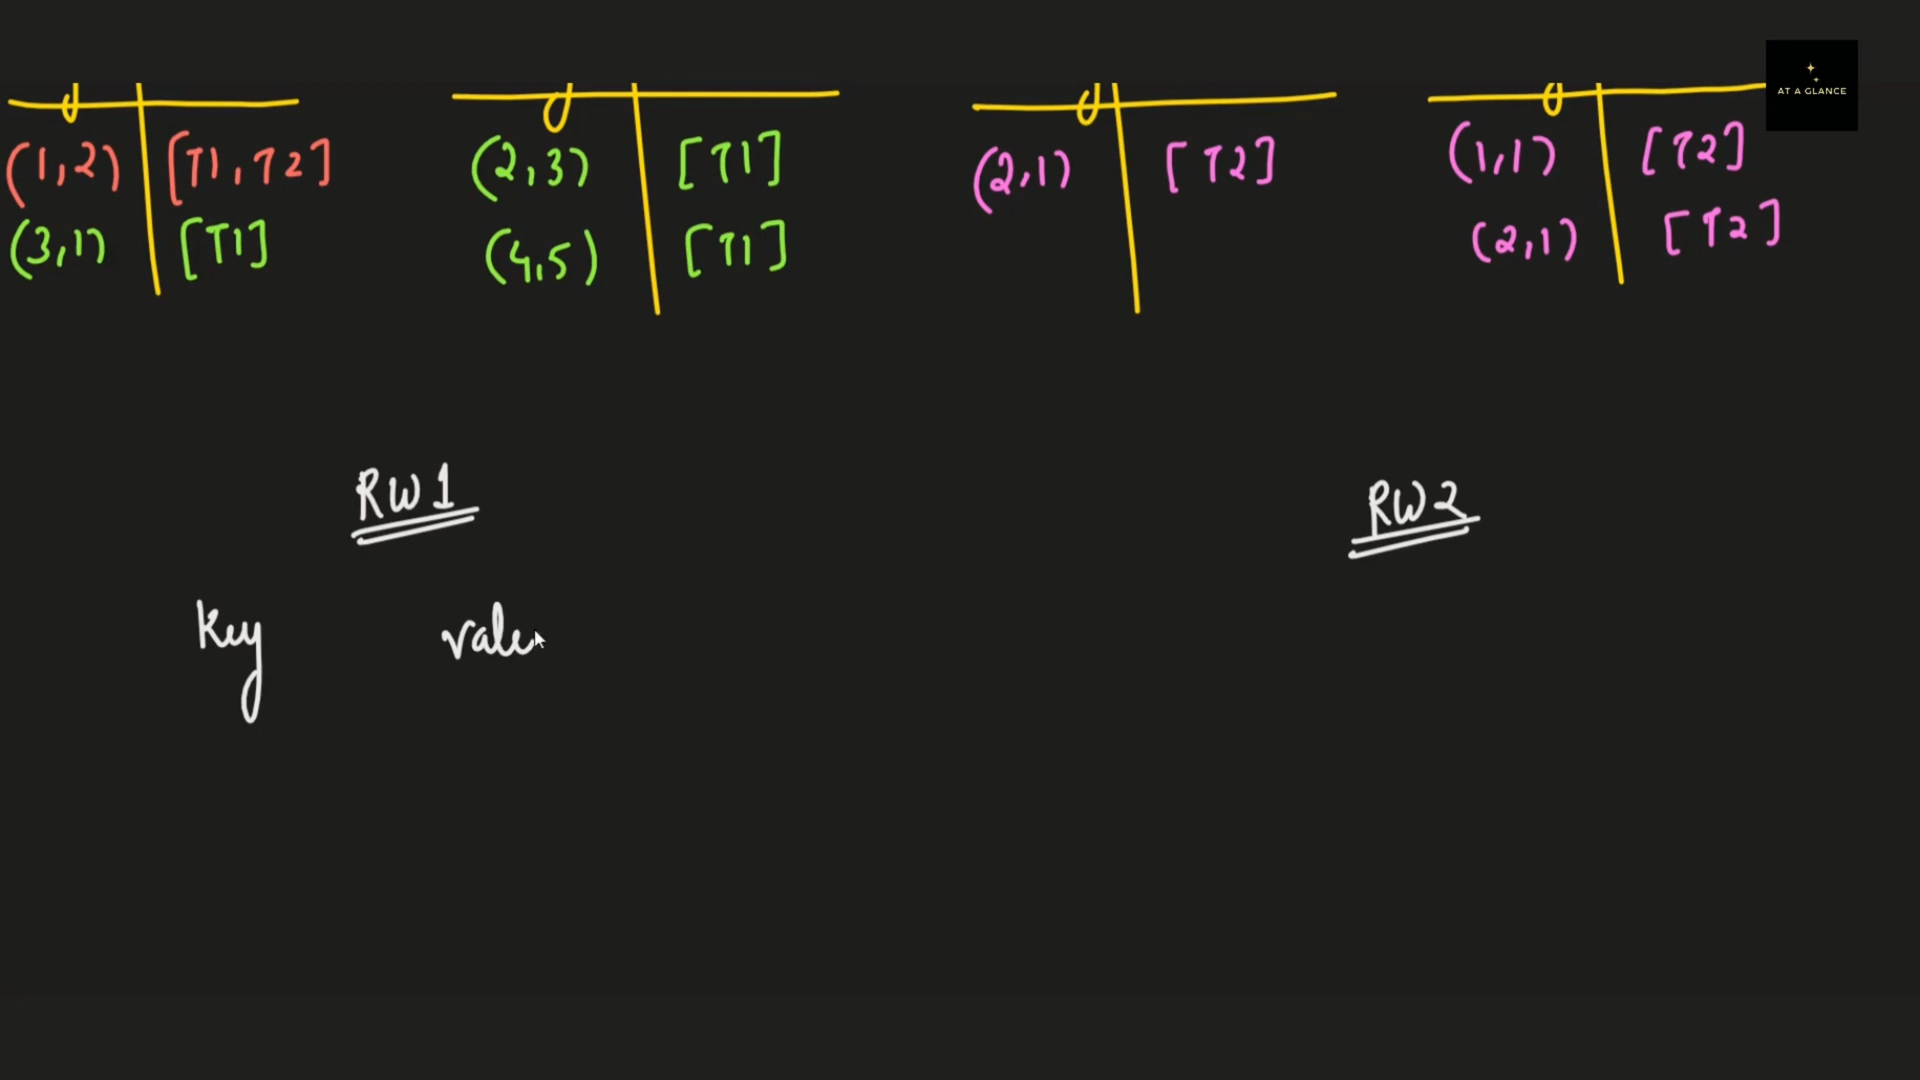 AT A GLANCE
(1,2) [T1,T2] (2,3) [T1] (2,1) [T2] (1,1) [T2]
(3,1) [T1] (4,5) [T1] (2,1) [T2]
RW1 RW2
key value